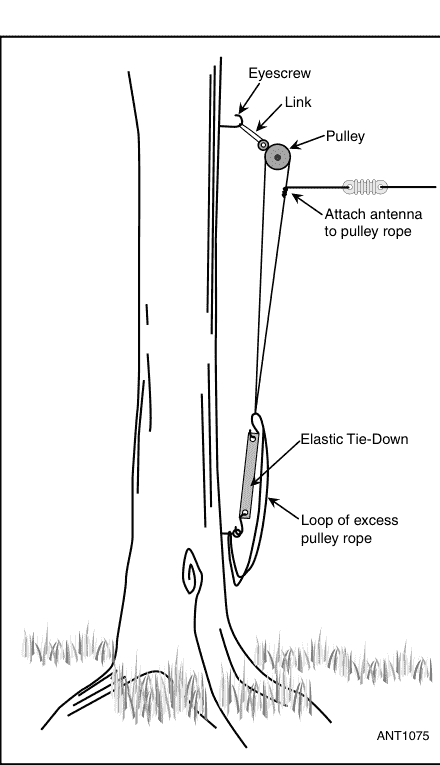 Eyescrew
Link
Pulley
Attach antenna
to pulley rope
Elastic Tie-Down
Loop of excess
pulley rope
ANT1075